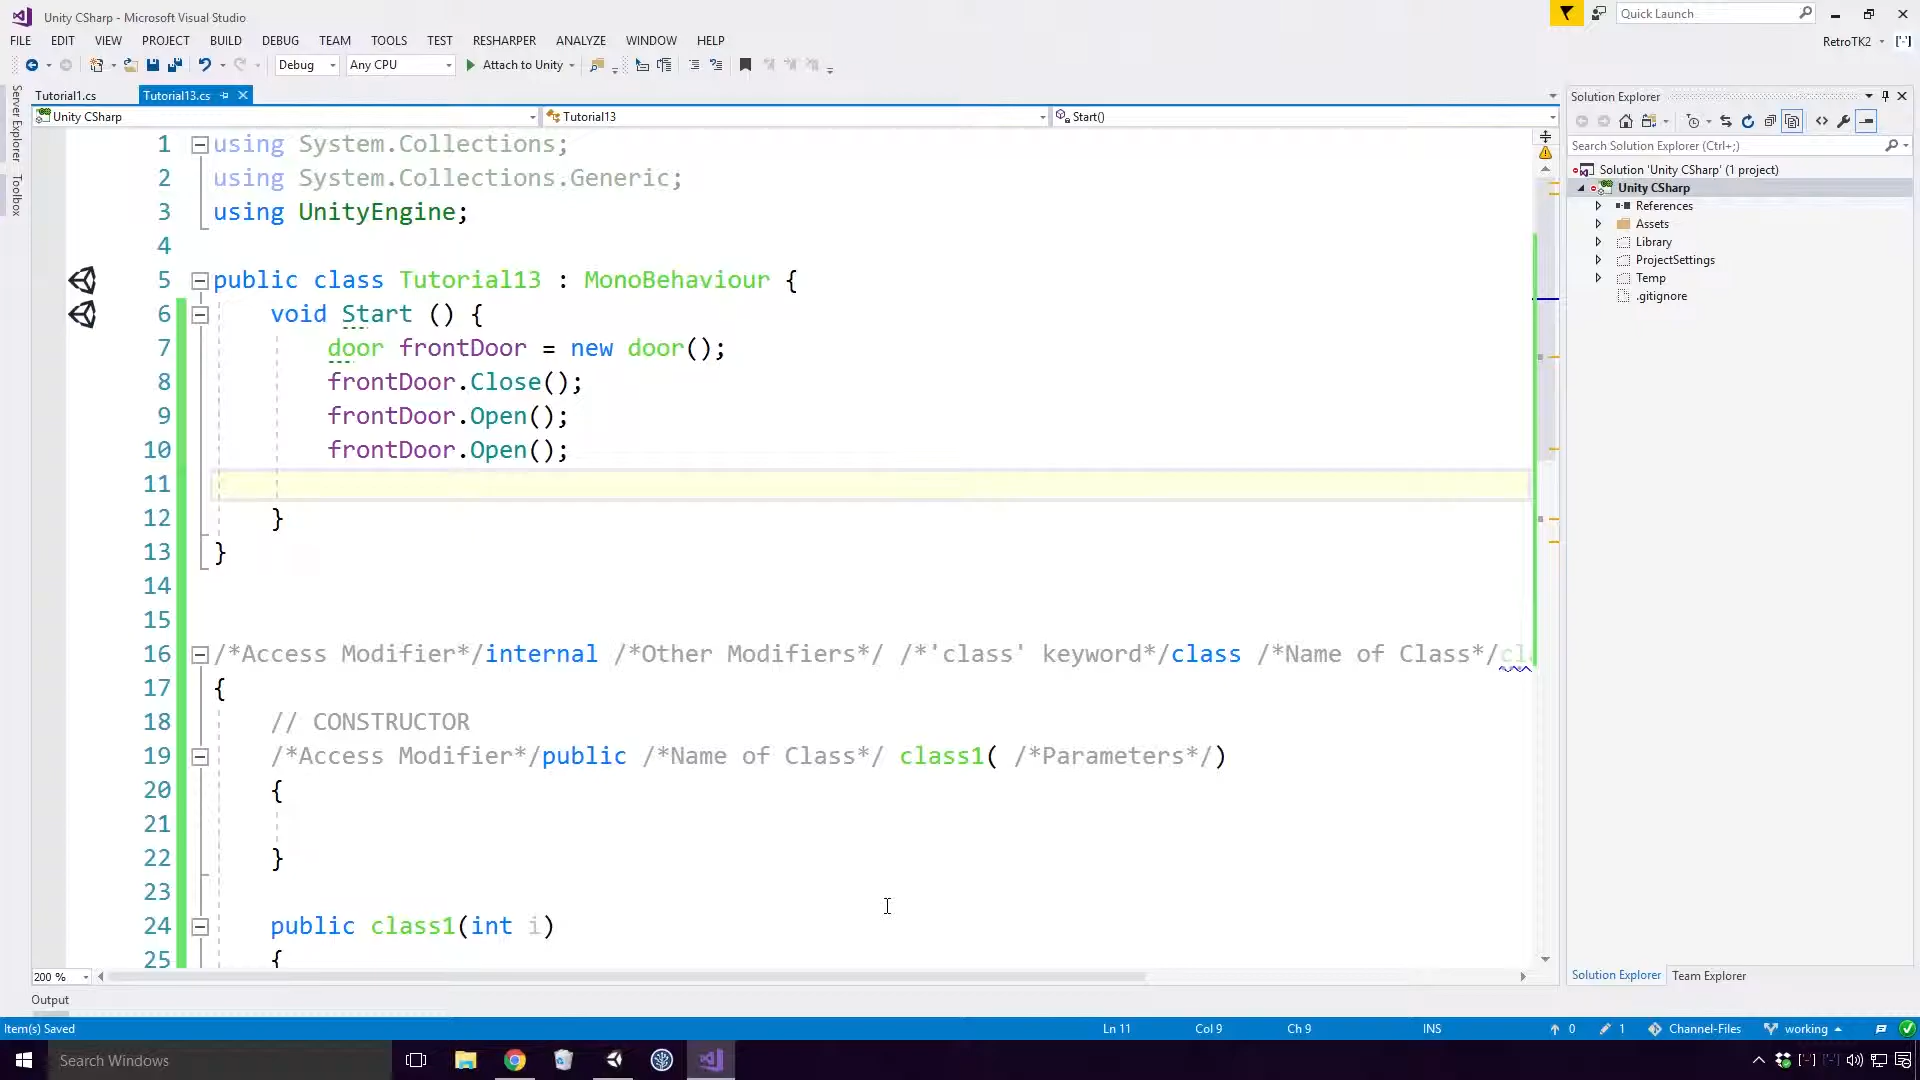 Unity CSharp - Microsoft Visual Studio
Quick Launch
FILE EDIT VIEW PROJECT BUILD DEBUG TEAM TOOLS TEST RESHARPER ANALYZE WINDOW HELP
RetroTK2
Debug Any CPU Attach to Unity
Server Explorer
Toolbox
Tutorial1.cs Tutorial13.cs
Unity CSharp Tutorial13 Start()
1 using System.Collections;
2 using System.Collections.Generic;
3 using UnityEngine;
4
5 public class Tutorial13 : MonoBehaviour {
6 void Start () {
7 door frontDoor = new door();
8 frontDoor.Close();
9 frontDoor.Open();
10 frontDoor.Open();
11
12 }
13 }
14
15
16 /*Access Modifier*/internal /*Other Modifiers*/ /*'class' keyword*/class /*Name of Class*/
17 {
18 // CONSTRUCTOR
19 /*Access Modifier*/public /*Name of Class*/ class1( /*Parameters*/)
20 {
21
22 }
23
24 public class1(int i)
25 {
200 %
Output
Solution Explorer
Search Solution Explorer (Ctrl+;)
Solution 'Unity CSharp' (1 project)
Unity CSharp
References
Assets
Library
ProjectSettings
Temp
.gitignore
Solution Explorer Team Explorer
Item(s) Saved Ln 11 Col 9 Ch 9 INS 0 1 Channel-Files working
Search Windows